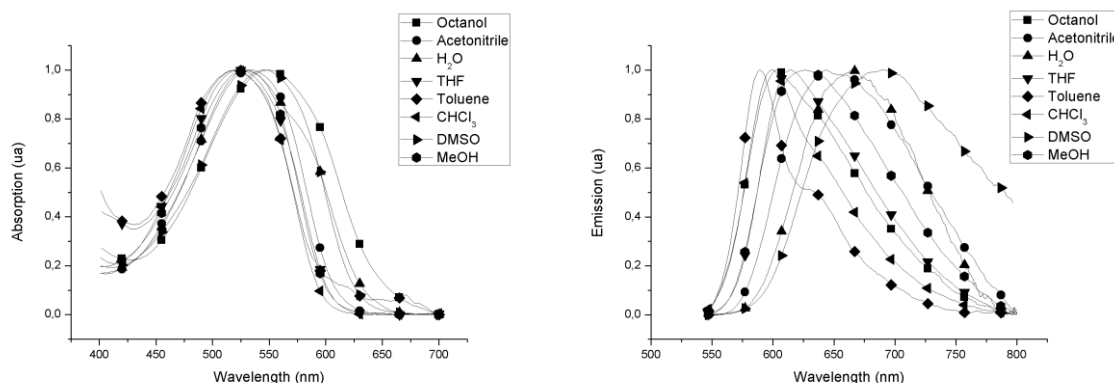 Octanol
Acetonitrile
H₂O
THF
Toluene
CHCl₃
DMSO
MeOH
1,0
0,8
0,6
0,4
0,2
0,0
Absorption (ua)
400 450 500 550 600 650 700
Wavelength (nm)
Octanol
Acetonitrile
H₂O
THF
Toluene
CHCl₃
DMSO
MeOH
1,0
0,8
0,6
0,4
0,2
0,0
Emission (ua)
500 550 600 650 700 750 800
Wavelength (nm)